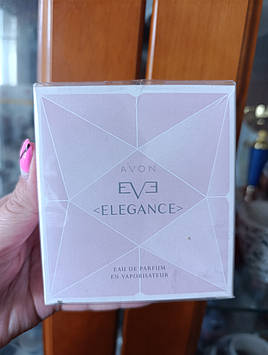 AVON
EVE
<ELEGANCE>
EAU DE PARFUM
EN VAPORISATEUR